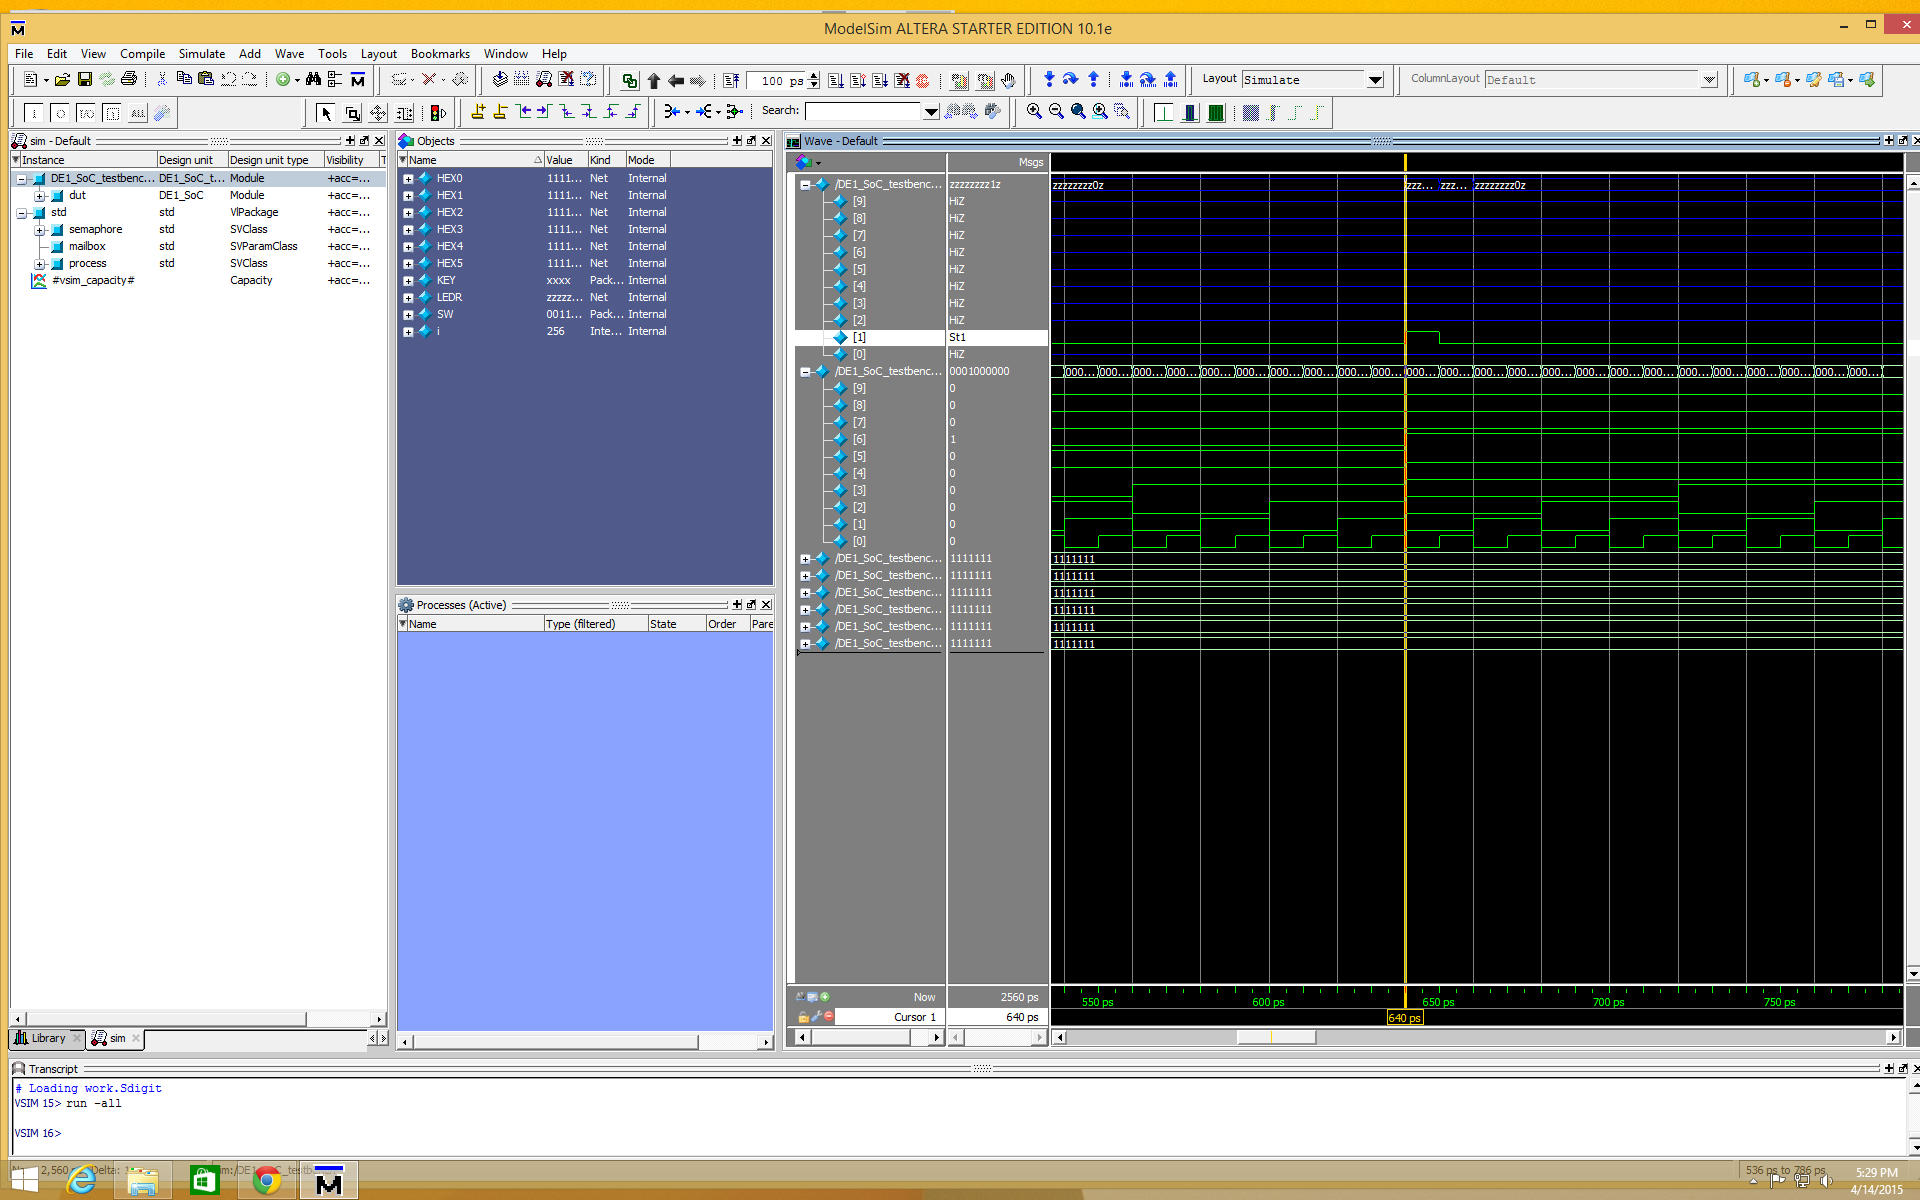 ModelSim ALTERA STARTER EDITION 10.1e
File Edit View Compile Simulate Add Wave Tools Layout Bookmarks Window Help
100 ps Layout Simulate ColumnLayout Default
Search:
sim - Default
Instance Design unit Design unit type Visibility T
DE1_SoC_testbenc... DE1_SoC_t... Module +acc=...
dut DE1_SoC Module +acc=...
std std VlPackage +acc=...
semaphore std SVClass +acc=...
mailbox std SVParamClass +acc=...
process std SVClass +acc=...
#vsim_capacity# Capacity +acc=...
Library sim
Objects
Name Value Kind Mode
HEX0 1111... Net Internal
HEX1 1111... Net Internal
HEX2 1111... Net Internal
HEX3 1111... Net Internal
HEX4 1111... Net Internal
HEX5 1111... Net Internal
KEY xxxx Pack... Internal
LEDR zzzzz... Net Internal
SW 0011... Pack... Internal
i 256 Inte... Internal
Processes (Active)
Name Type (filtered) State Order Pare
Wave - Default
Msgs
/DE1_SoC_testbenc... zzzzzzzz1z zzzzzzzz0z zzz... zzz... zzzzzzzz0z
[9] HiZ
[8] HiZ
[7] HiZ
[6] HiZ
[5] HiZ
[4] HiZ
[3] HiZ
[2] HiZ
[1] St1
[0] HiZ
/DE1_SoC_testbenc... 0001000000 000... 000... 000... 000... 000... 000... 000... 000... 000... 000... 000... 000... 000... 000... 000... 000... 000... 000... 000... 000... 000... 000... 000... 000...
[9] 0
[8] 0
[7] 0
[6] 1
[5] 0
[4] 0
[3] 0
[2] 0
[1] 0
[0] 0
/DE1_SoC_testbenc... 1111111 1111111
/DE1_SoC_testbenc... 1111111 1111111
/DE1_SoC_testbenc... 1111111 1111111
/DE1_SoC_testbenc... 1111111 1111111
/DE1_SoC_testbenc... 1111111 1111111
/DE1_SoC_testbenc... 1111111 1111111
Now 2560 ps 550 ps 600 ps 650 ps 700 ps 750 ps
Cursor 1 640 ps 640 ps
Transcript
# Loading work.Sdigit
VSIM 15> run -all
VSIM 16>
536 ps to 786 ps
5:29 PM
4/14/2015